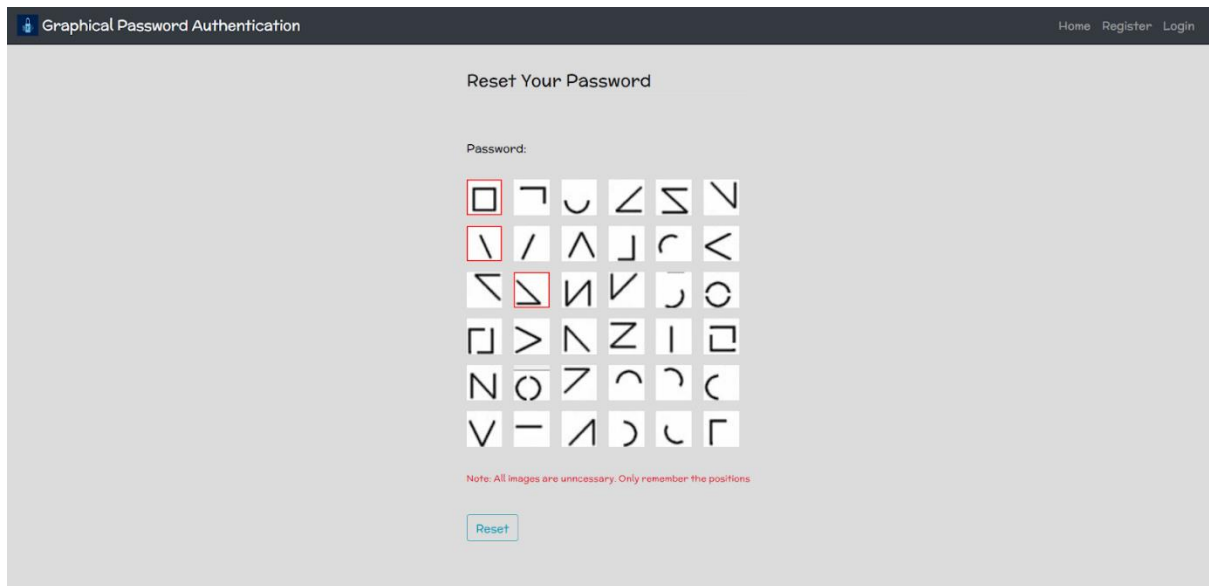 Graphical Password Authentication
Home Register Login
Reset Your Password
Password:
Note: All images are unncessary. Only remember the positions
Reset